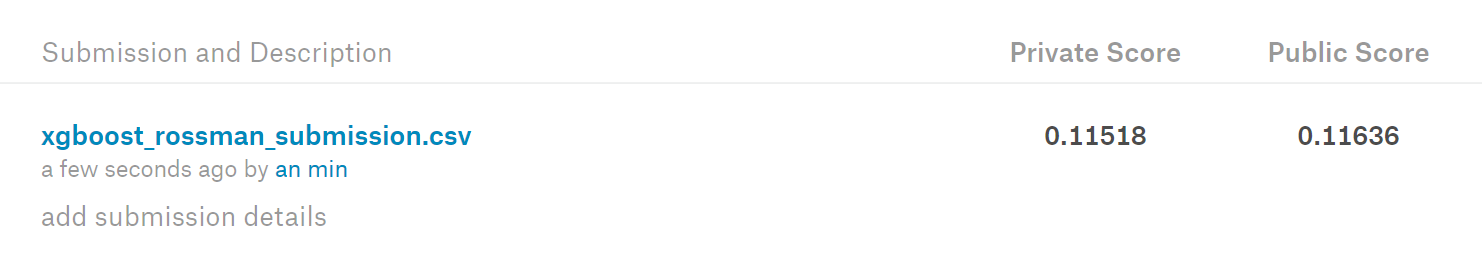 Submission and Description Private Score Public Score
xgboost_rossman_submission.csv 0.11518 0.11636
a few seconds ago by an min
add submission details